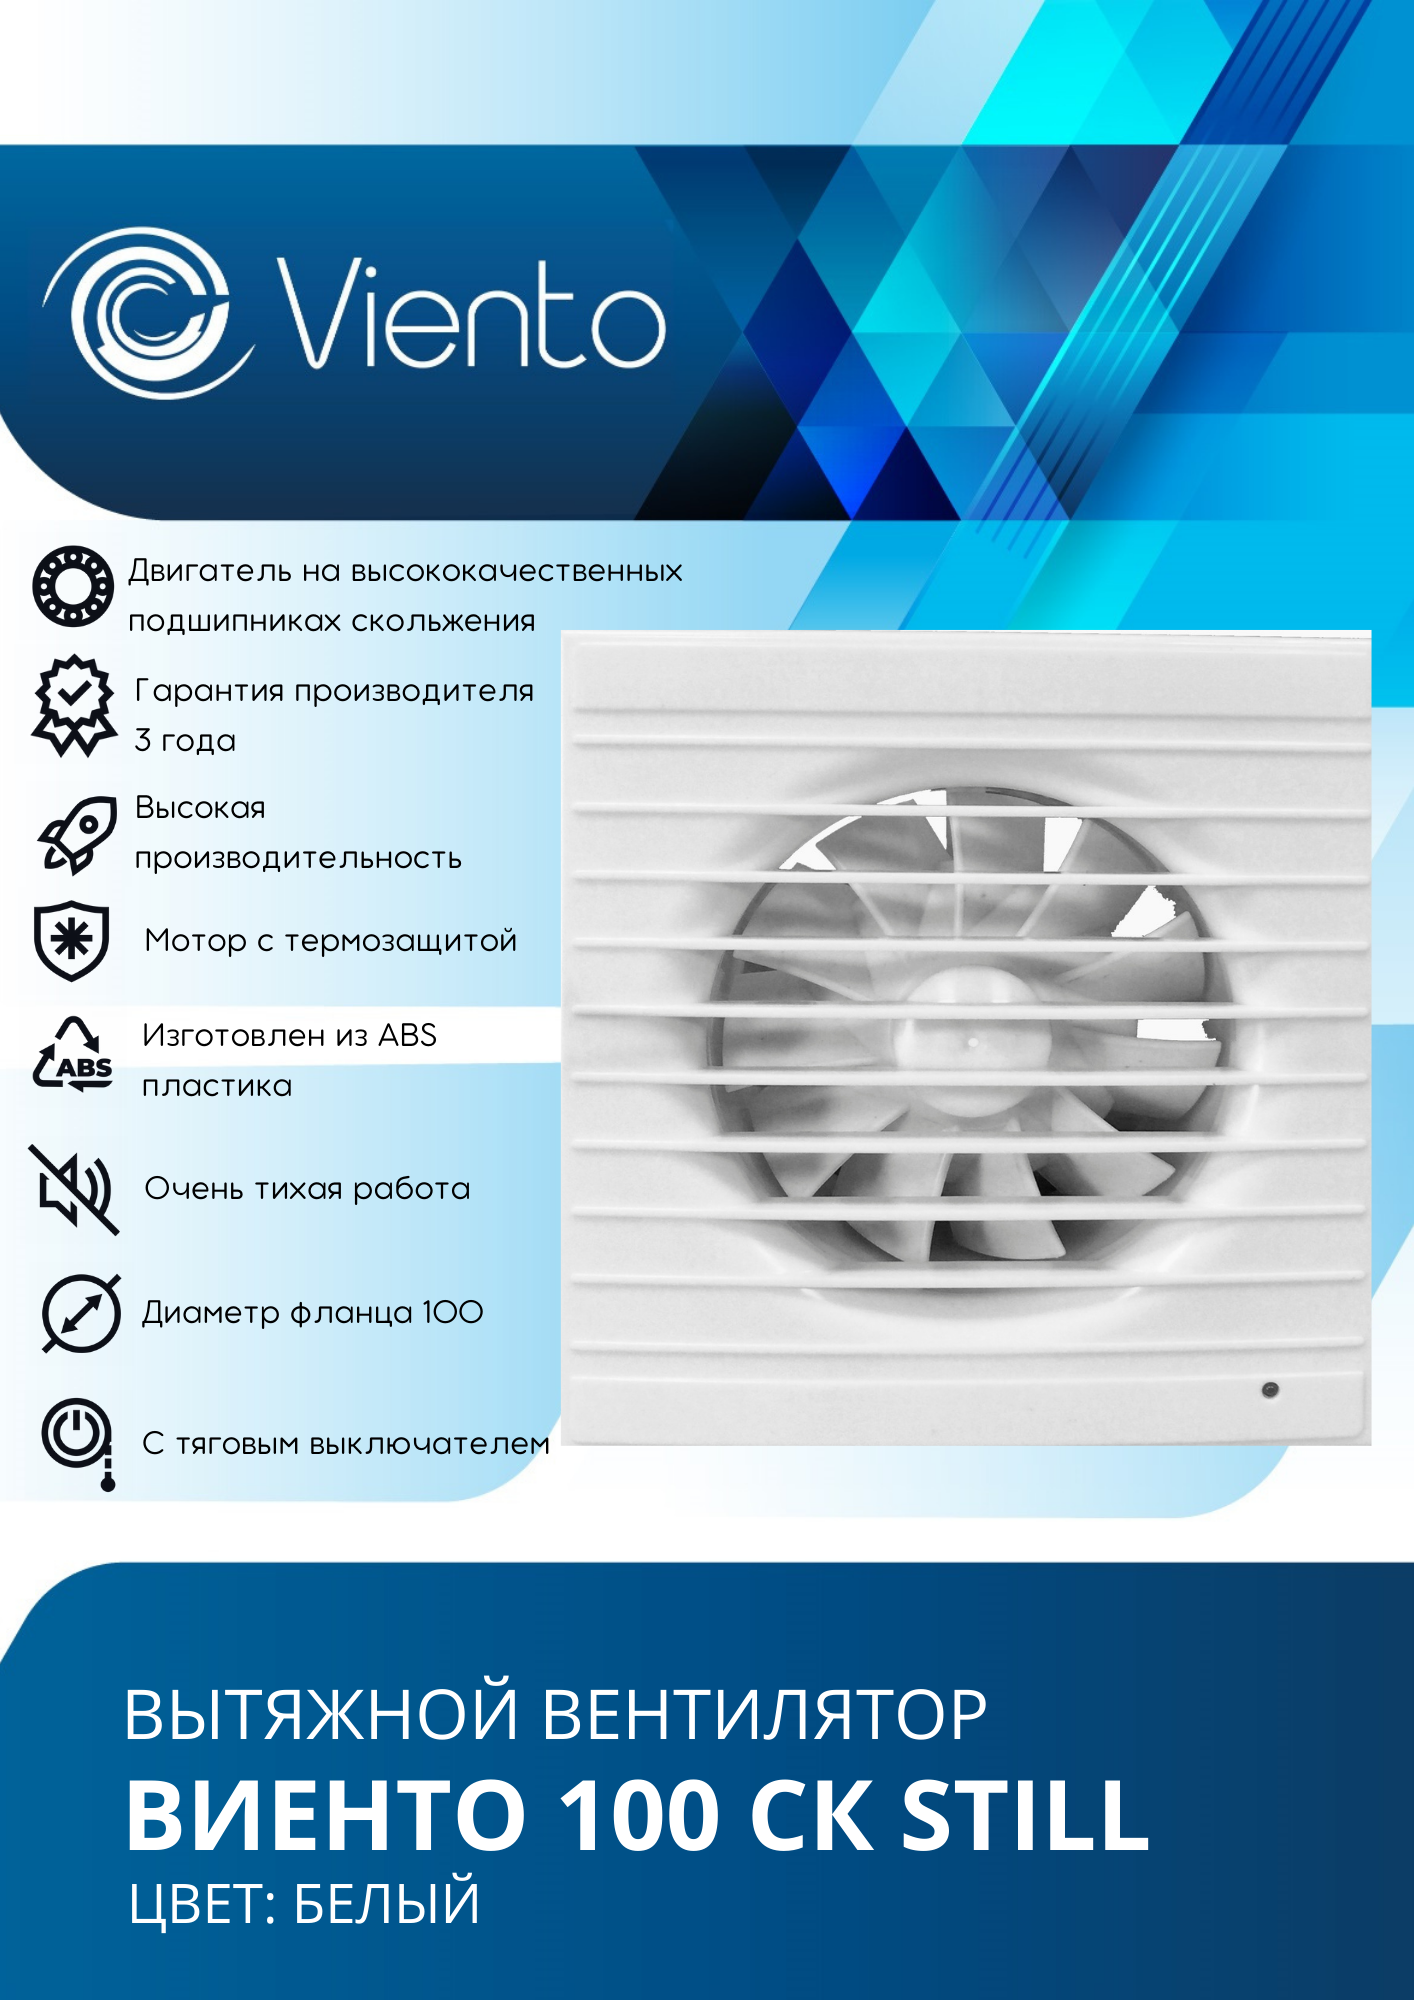 Viento
Двигатель на высококачественных
подшипниках скольжения
Гарантия производителя
3 года
Высокая
производительность
Мотор с термозащитой
Изготовлен из ABS
пластика
ABS
Очень тихая работа
Диаметр фланца 100
С тяговым выключателем
ВЫТЯЖНОЙ ВЕНТИЛЯТОР
ВИЕНТО 100 СК STILL
ЦВЕТ: БЕЛЫЙ